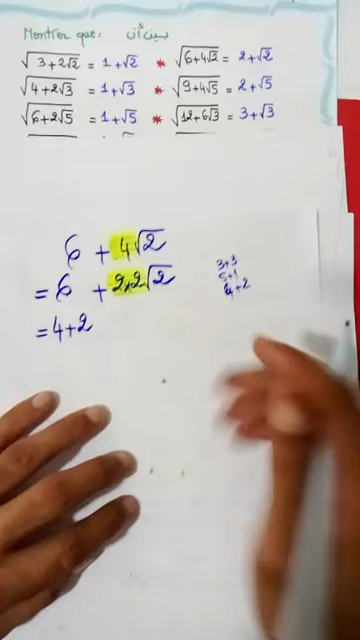 Montrer que: بين أن
√3+2√2 = 1+√2 * √6+4√2 = 2+√2
√4+2√3 = 1+√3 * √9+4√5 = 2+√5
√6+2√5 = 1+√5 * √12+6√3 = 3+√3
6 + 4√2
= 6 + 2×2√2
= 4+2
3+3
5+1
4+2